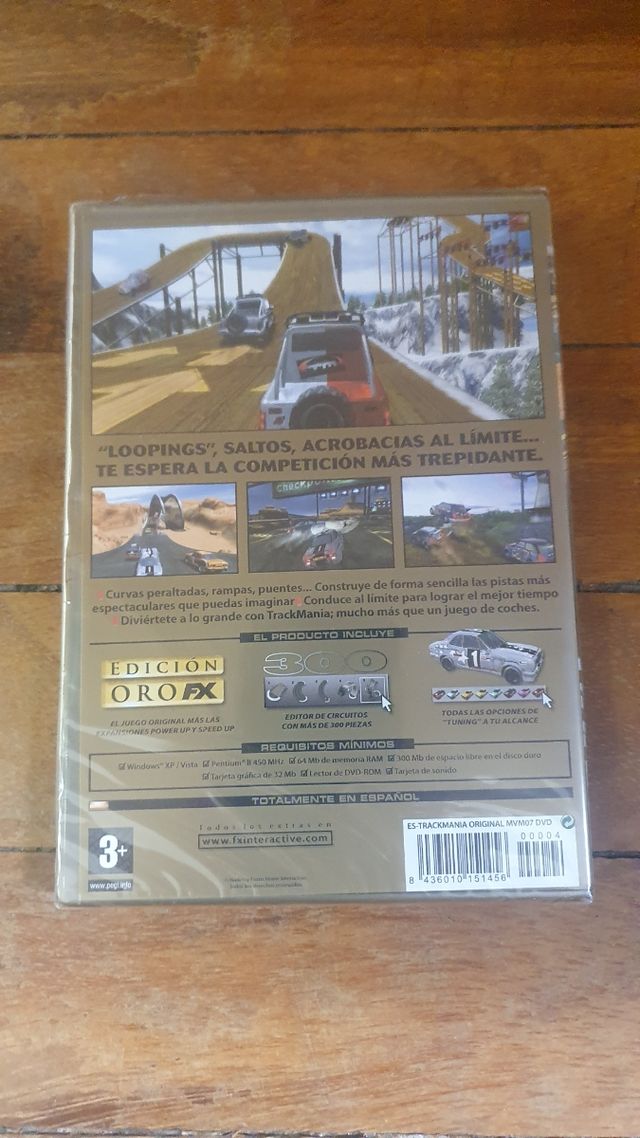 "LOOPINGS", SALTOS, ACROBACIAS AL LÍMITE...
TE ESPERA LA COMPETICIÓN MÁS TREPIDANTE.
Checkpoint
Curvas peraltadas, rampas, puentes... Construye de forma sencilla las pistas más
espectaculares que puedas imaginar Conduce al límite para lograr el mejor tiempo
Diviértete a lo grande con TrackMania; mucho más que un juego de coches.
EL PRODUCTO INCLUYE
EDICIÓN
ORO FX
EL JUEGO ORIGINAL MÁS LAS
EXPANSIONES POWER UP Y SPEED UP
300
EDITOR DE CIRCUITOS
CON MÁS DE 300 PIEZAS
1
TODAS LAS OPCIONES DE
"TUNING" A TU ALCANCE
REQUISITOS MÍNIMOS
Windows® XP / Vista Pentium® II 450 MHz 64 Mb de memoria RAM 300 Mb de espacio libre en el disco duro
Tarjeta gráfica de 32 Mb Lector de DVD-ROM Tarjeta de sonido
TOTALMENTE EN ESPAÑOL
3+
www.pegi.info
Todos los extras en
www.fxinteractive.com
ES-TRACKMANIA ORIGINAL MVM07 DVD
00004
8 436010 151456